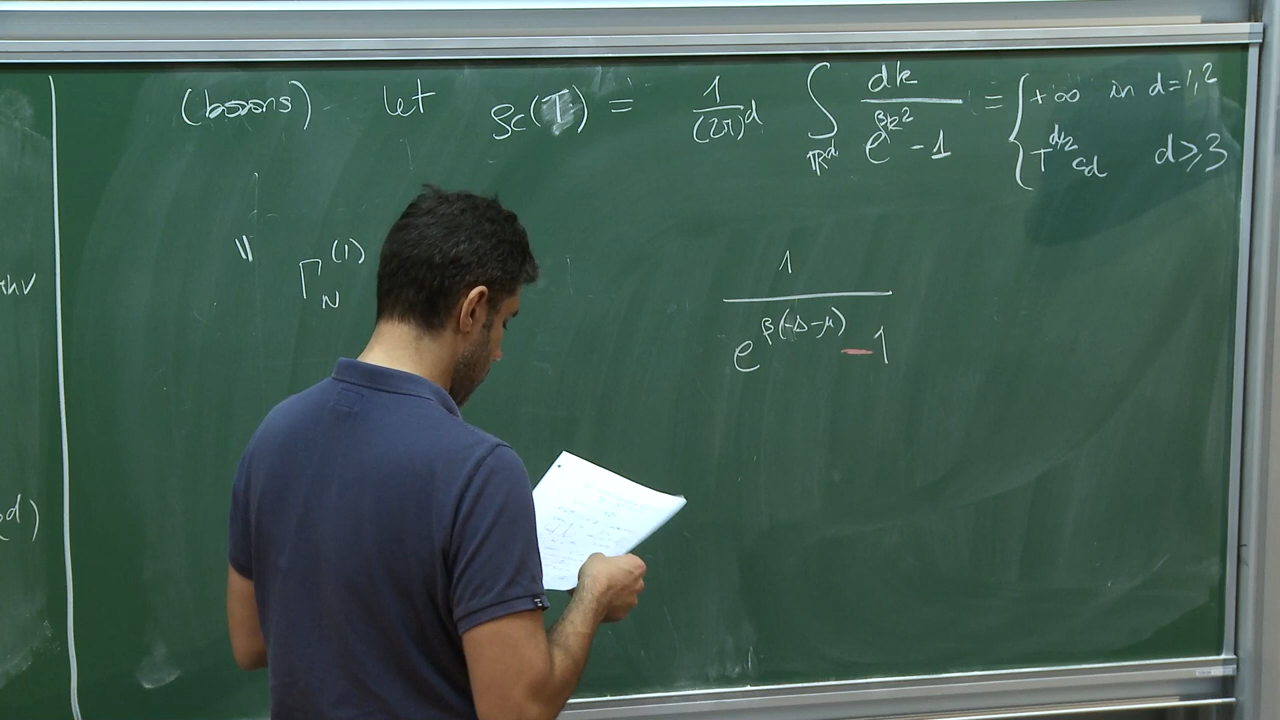 (bosons) let ρc(T) = 1/(2π)^d ∫_{ℝ^d} dk/(e^{βk²} - 1) = { +∞ in d=1,2
T^{d/2} c_d d⩾3
" Γ_N^{(1)} 1/(e^{β(-Δ-μ)} - 1)